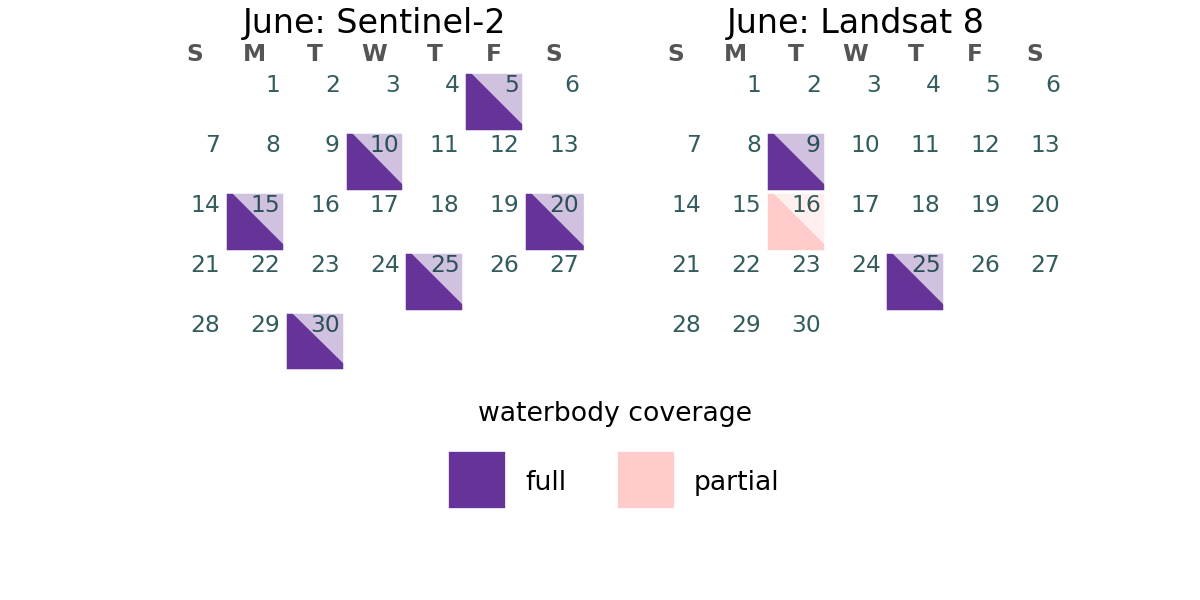 June: Sentinel-2
S M T W T F S
1 2 3 4 5 6
7 8 9 10 11 12 13
14 15 16 17 18 19 20
21 22 23 24 25 26 27
28 29 30
June: Landsat 8
S M T W T F S
1 2 3 4 5 6
7 8 9 10 11 12 13
14 15 16 17 18 19 20
21 22 23 24 25 26 27
28 29 30
waterbody coverage
full partial